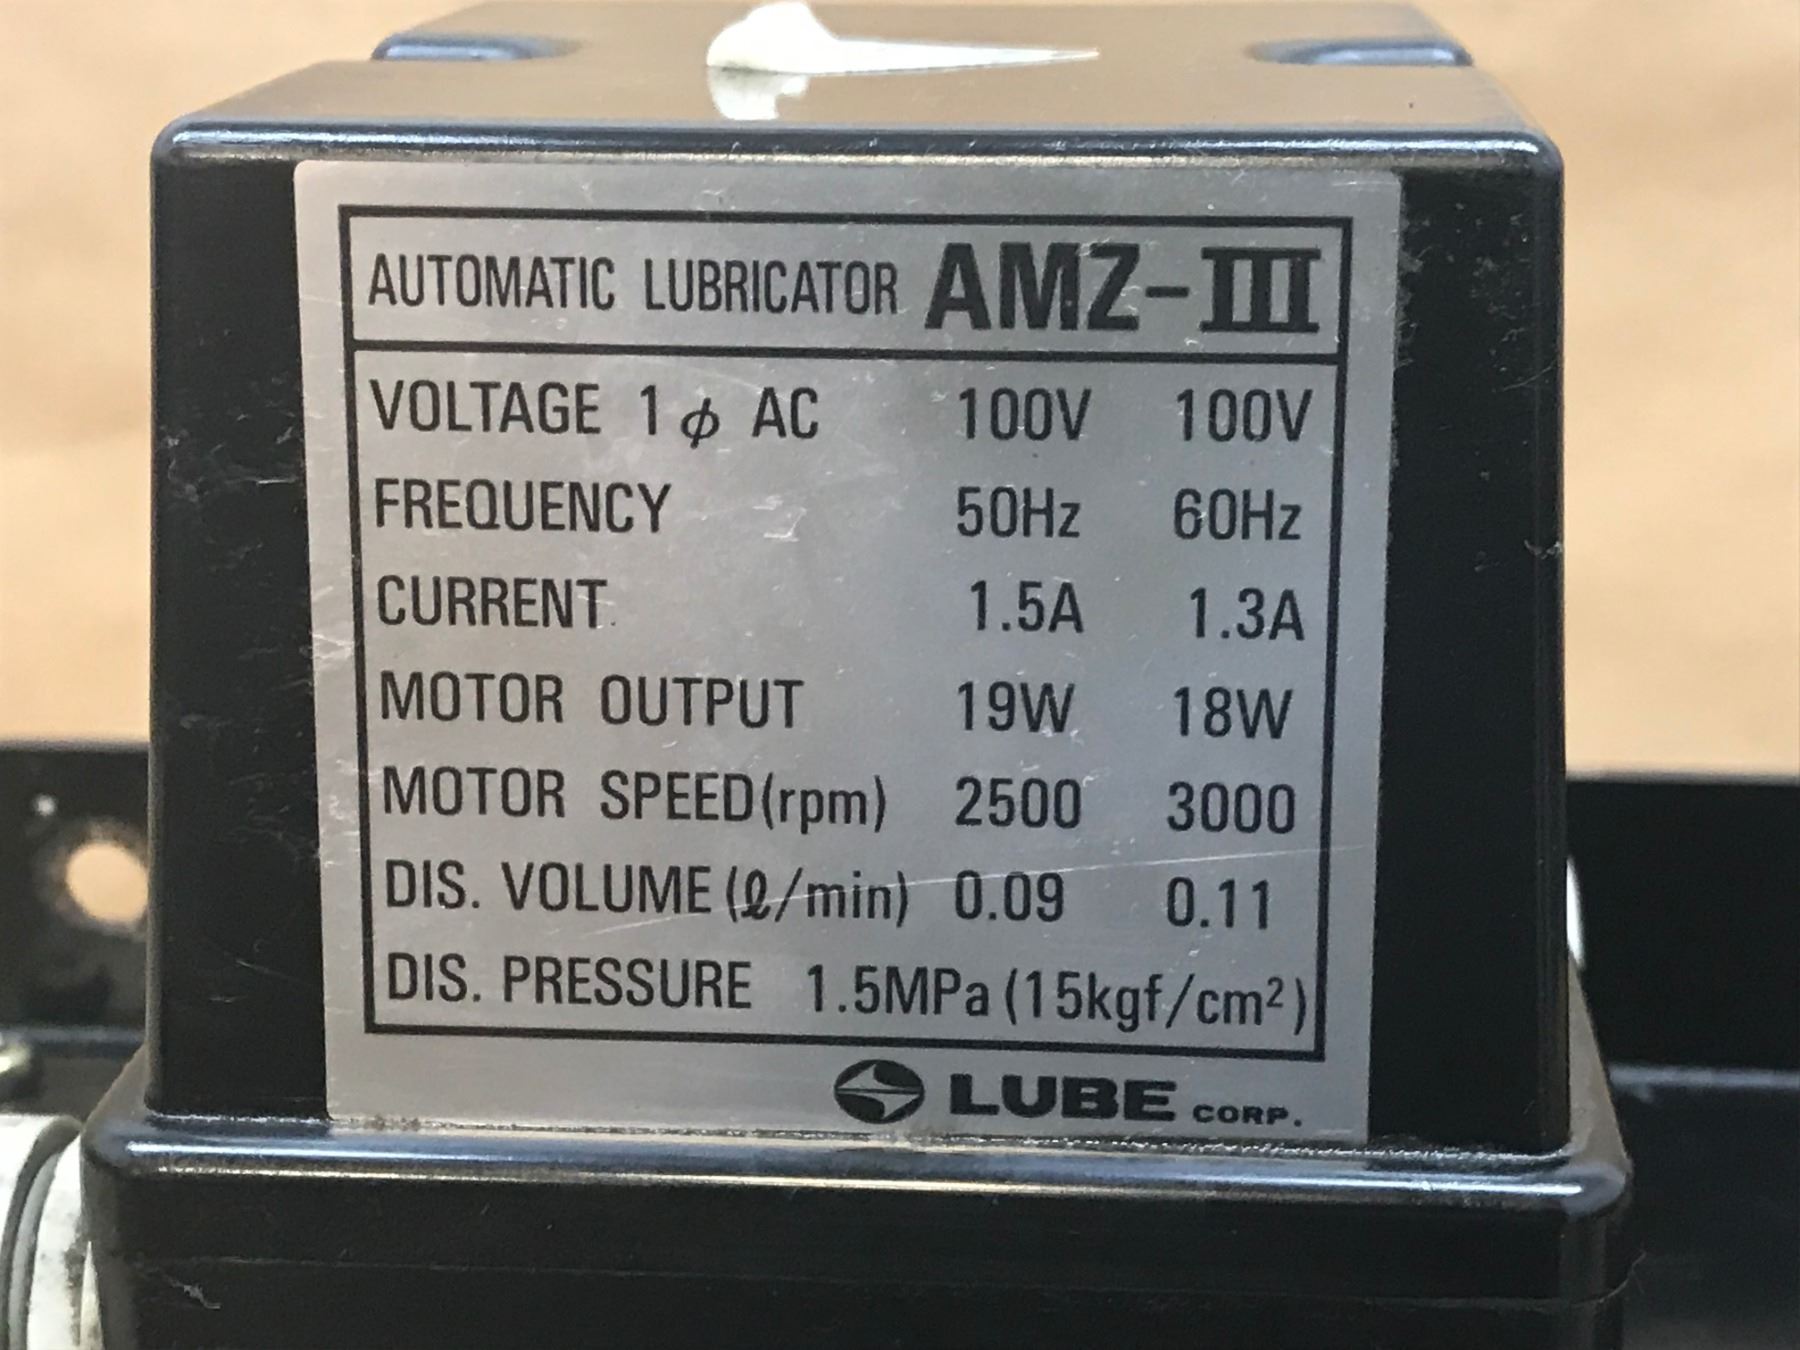 AUTOMATIC LUBRICATOR AMZ-III
VOLTAGE 1ϕ AC 100V 100V
FREQUENCY 50Hz 60Hz
CURRENT 1.5A 1.3A
MOTOR OUTPUT 19W 18W
MOTOR SPEED(rpm) 2500 3000
DIS. VOLUME(ℓ/min) 0.09 0.11
DIS. PRESSURE 1.5MPa(15kgf/cm²)
LUBE CORP.